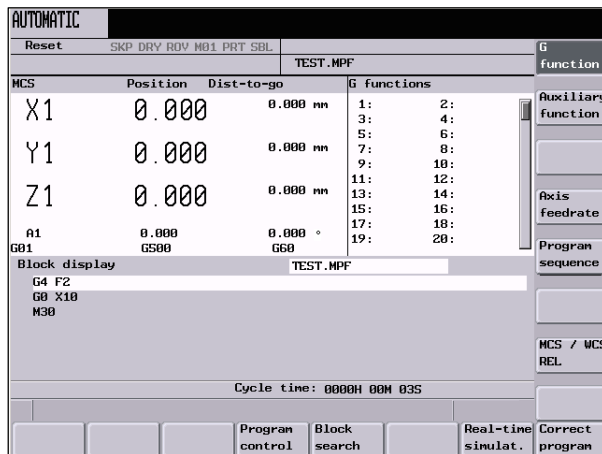 AUTOMATIC
Reset SKP DRY ROV M01 PRT SBL
TEST.MPF
MCS Position Dist-to-go G functions
X1 0.000 0.000 mm
Y1 0.000 0.000 mm
Z1 0.000 0.000 mm
A1 0.000 0.000 °
G01 G500 G60
1: 2:
3: 4:
5: 6:
7: 8:
9: 10:
11: 12:
13: 14:
15: 16:
17: 18:
19: 20:
Block display TEST.MPF
G4 F2
G0 X10
M30
Cycle time: 0000H 00M 03S
G
function
Auxiliary
function
Axis
feedrate
Program
sequence
MCS / WCS
REL
Program
control
Block
search
Real-time
simulat.
Correct
program